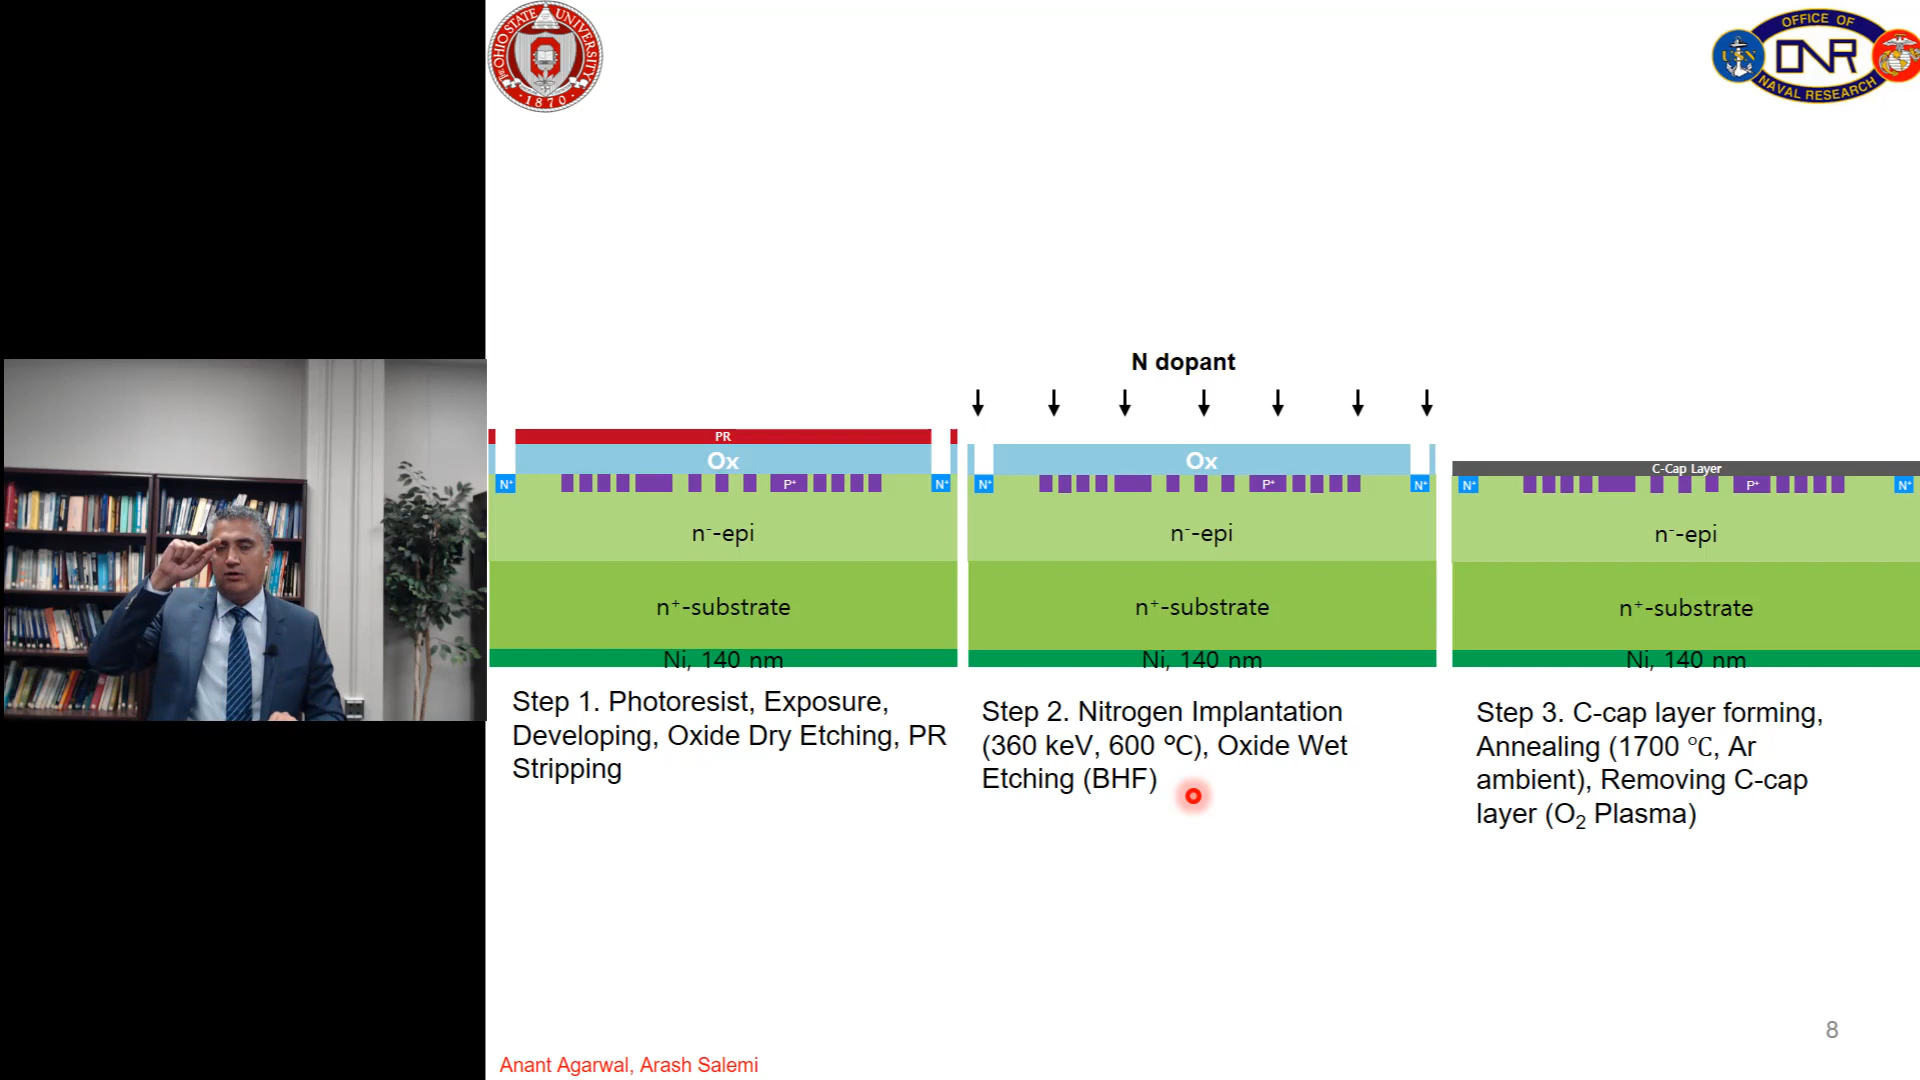 THE OHIO STATE UNIVERSITY
1870
OFFICE OF
USN
ONR
NAVAL RESEARCH
N dopant
PR
Ox
N⁺
P⁺
N⁺
n⁻-epi
n⁺-substrate
Ni, 140 nm
Ox
N⁺
P⁺
N⁺
n⁻-epi
n⁺-substrate
Ni, 140 nm
C-Cap Layer
N⁺
P⁺
N⁺
n⁻-epi
n⁺-substrate
Ni, 140 nm
Step 1. Photoresist, Exposure,
Developing, Oxide Dry Etching, PR
Stripping
Step 2. Nitrogen Implantation
(360 keV, 600 ℃), Oxide Wet
Etching (BHF)
Step 3. C-cap layer forming,
Annealing (1700 ℃, Ar
ambient), Removing C-cap
layer (O₂ Plasma)
8
Anant Agarwal, Arash Salemi